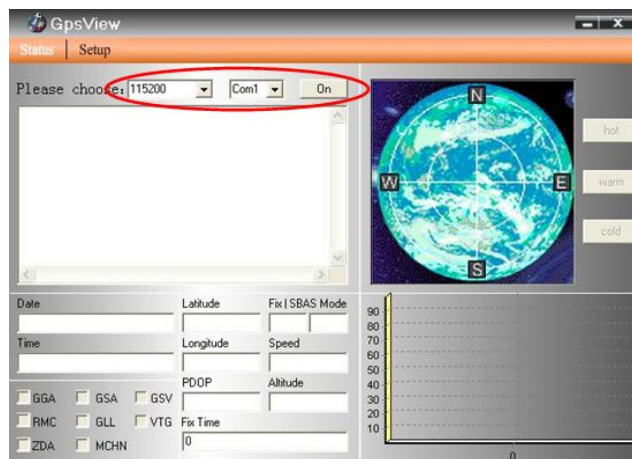 GpsView
Status Setup
Please choose: 115200 Com1 On
N
W E
S
hot
warm
cold
Date Latitude Fix | SBAS Mode
Time Longitude Speed
PDOP Altitude
GGA GSA GSV
RMC GLL VTG Fix Time
0
ZDA MCHN
90
80
70
60
50
40
30
20
10
0